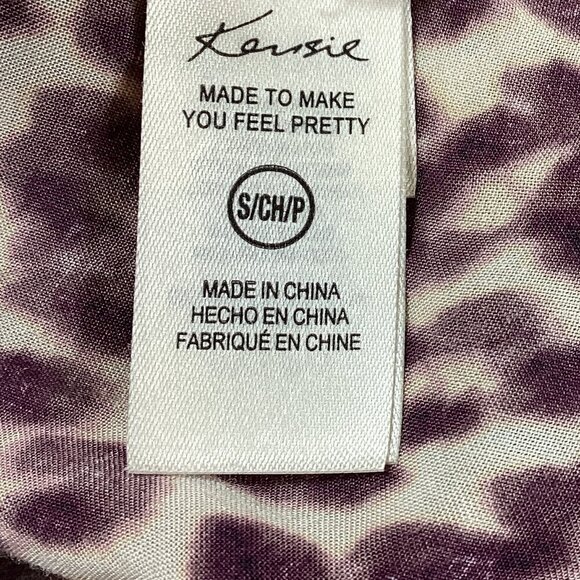 Kensie
MADE TO MAKE
YOU FEEL PRETTY
S/CH/P
MADE IN CHINA
HECHO EN CHINA
FABRIQUÉ EN CHINE